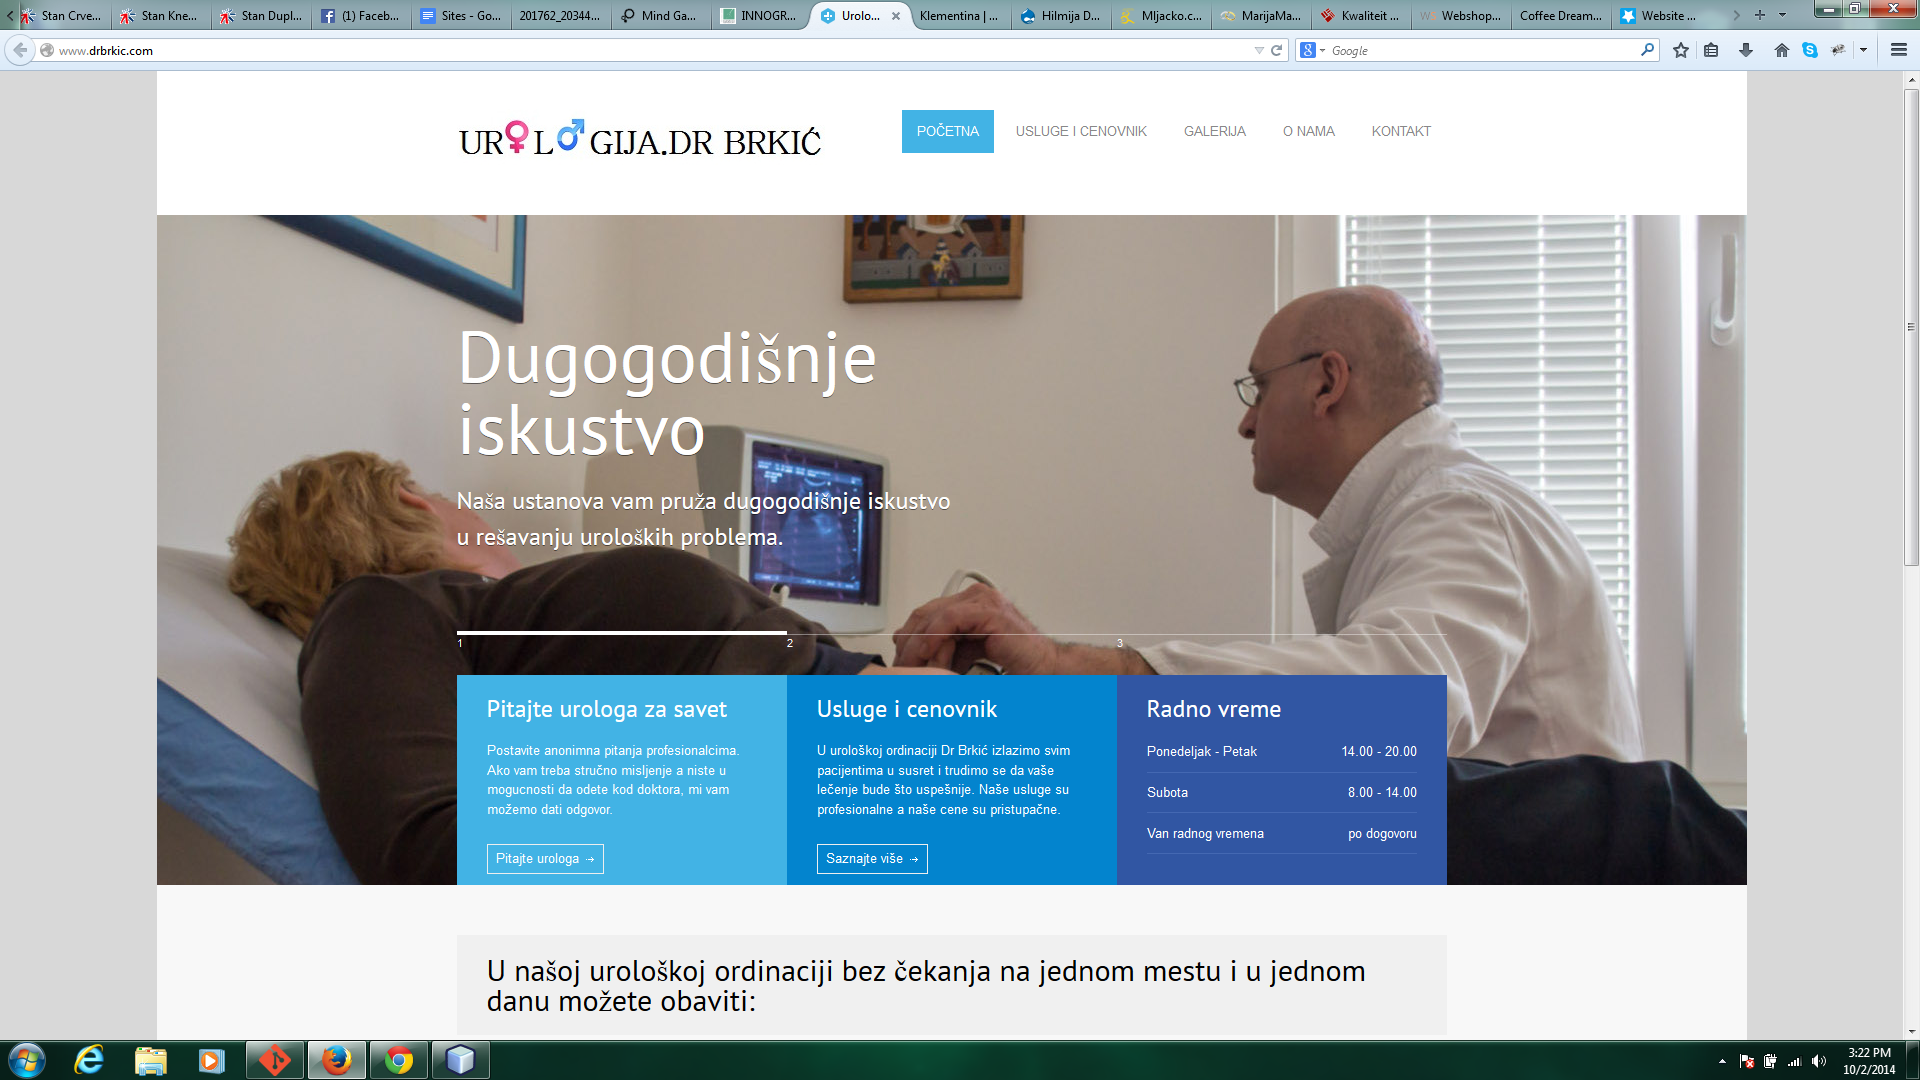 Stan Crve...
Stan Kne...
Stan Dupl...
(1) Faceb...
Sites - Go...
201762_20344...
Mind Ga...
INNOGR...
Urolo...
Klementina | ...
Hilmija D...
Mljacko.c...
MarijaMa...
Kwaliteit ...
Webshop...
Coffee Dream...
Website ...
www.drbrkic.com
Google
UROLOGIJA.DR BRKIĆ
POČETNA
USLUGE I CENOVNIK
GALERIJA
O NAMA
KONTAKT
Dugogodišnje
iskustvo
Naša ustanova vam pruža dugogodišnje iskustvo
u rešavanju uroloških problema.
1
2
3
Pitajte urologa za savet
Postavite anonimna pitanja profesionalcima.
Ako vam treba stručno misljenje a niste u
mogucnosti da odete kod doktora, mi vam
možemo dati odgovor.
Pitajte urologa →
Usluge i cenovnik
U urološkoj ordinaciji Dr Brkić izlazimo svim
pacijentima u susret i trudimo se da vaše
lečenje bude što uspešnije. Naše usluge su
profesionalne a naše cene su pristupačne.
Saznajte više →
Radno vreme
Ponedeljak - Petak 14.00 - 20.00
Subota 8.00 - 14.00
Van radnog vremena po dogovoru
U našoj urološkoj ordinaciji bez čekanja na jednom mestu i u jednom
danu možete obaviti:
3:22 PM
10/2/2014